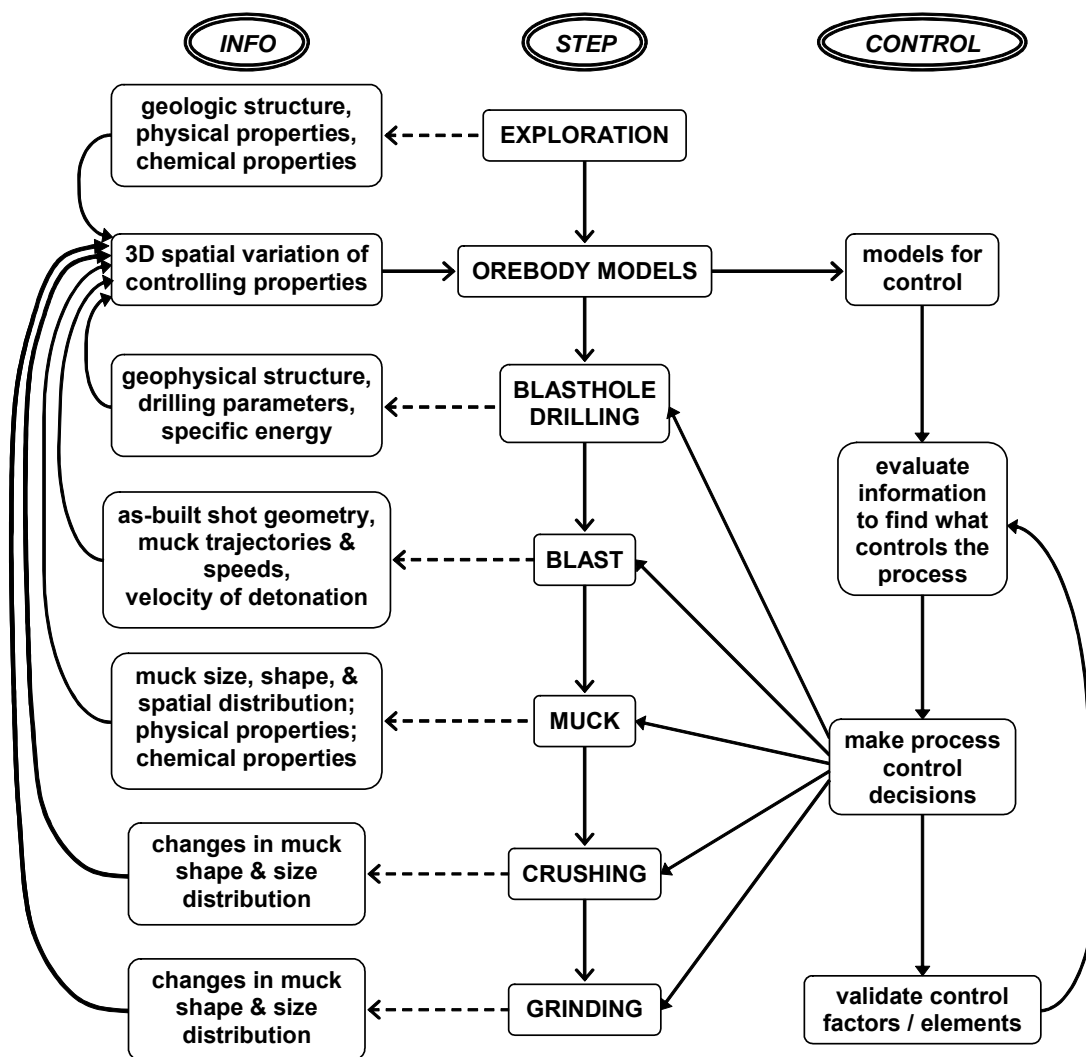 INFO
STEP
CONTROL
geologic structure,
physical properties,
chemical properties
EXPLORATION
3D spatial variation of
controlling properties
OREBODY MODELS
models for
control
geophysical structure,
drilling parameters,
specific energy
BLASTHOLE
DRILLING
evaluate
information
to find what
controls the
process
as-built shot geometry,
muck trajectories &
speeds,
velocity of detonation
BLAST
muck size, shape, &
spatial distribution;
physical properties;
chemical properties
MUCK
make process
control
decisions
changes in muck
shape & size
distribution
CRUSHING
changes in muck
shape & size
distribution
GRINDING
validate control
factors / elements